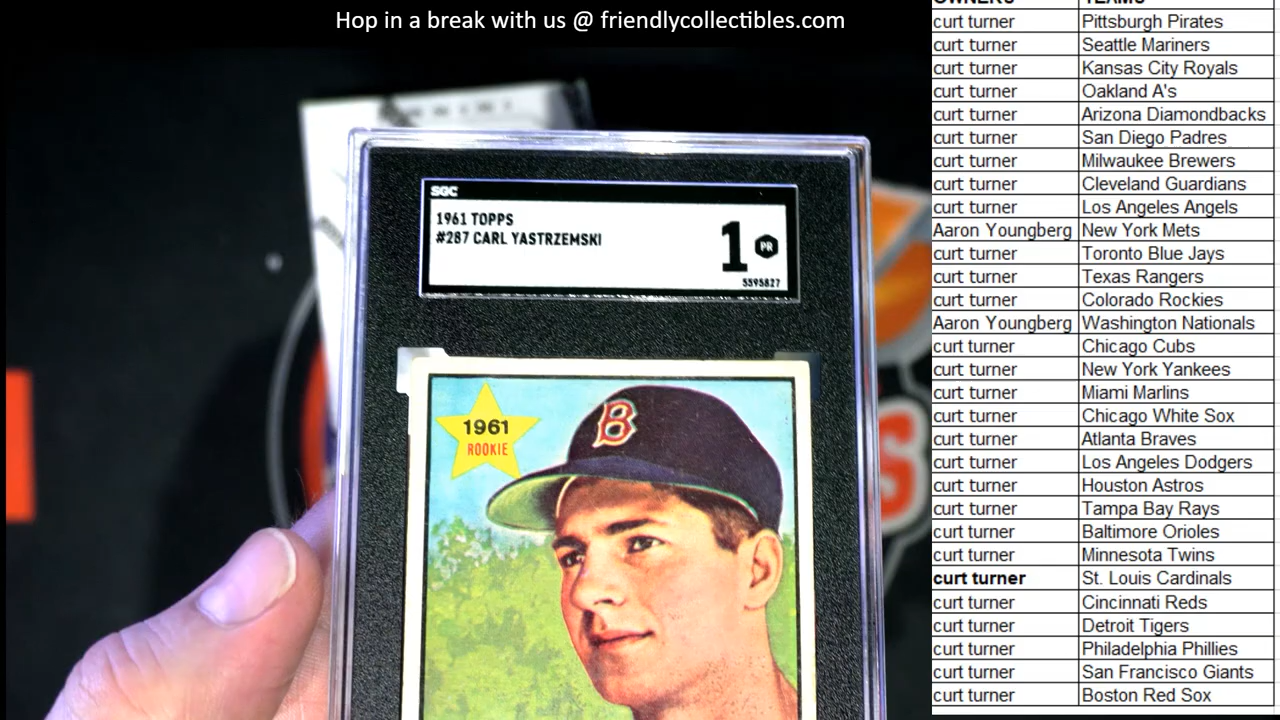 Hop in a break with us @ friendlycollectibles.com
SGC
1961 TOPPS
#287 CARL YASTRZEMSKI
1 PR
5595827
1961
ROOKIE
B
OWNERS TEAMS
curt turner Pittsburgh Pirates
curt turner Seattle Mariners
curt turner Kansas City Royals
curt turner Oakland A's
curt turner Arizona Diamondbacks
curt turner San Diego Padres
curt turner Milwaukee Brewers
curt turner Cleveland Guardians
curt turner Los Angeles Angels
Aaron Youngberg New York Mets
curt turner Toronto Blue Jays
curt turner Texas Rangers
curt turner Colorado Rockies
Aaron Youngberg Washington Nationals
curt turner Chicago Cubs
curt turner New York Yankees
curt turner Miami Marlins
curt turner Chicago White Sox
curt turner Atlanta Braves
curt turner Los Angeles Dodgers
curt turner Houston Astros
curt turner Tampa Bay Rays
curt turner Baltimore Orioles
curt turner Minnesota Twins
curt turner St. Louis Cardinals
curt turner Cincinnati Reds
curt turner Detroit Tigers
curt turner Philadelphia Phillies
curt turner San Francisco Giants
curt turner Boston Red Sox